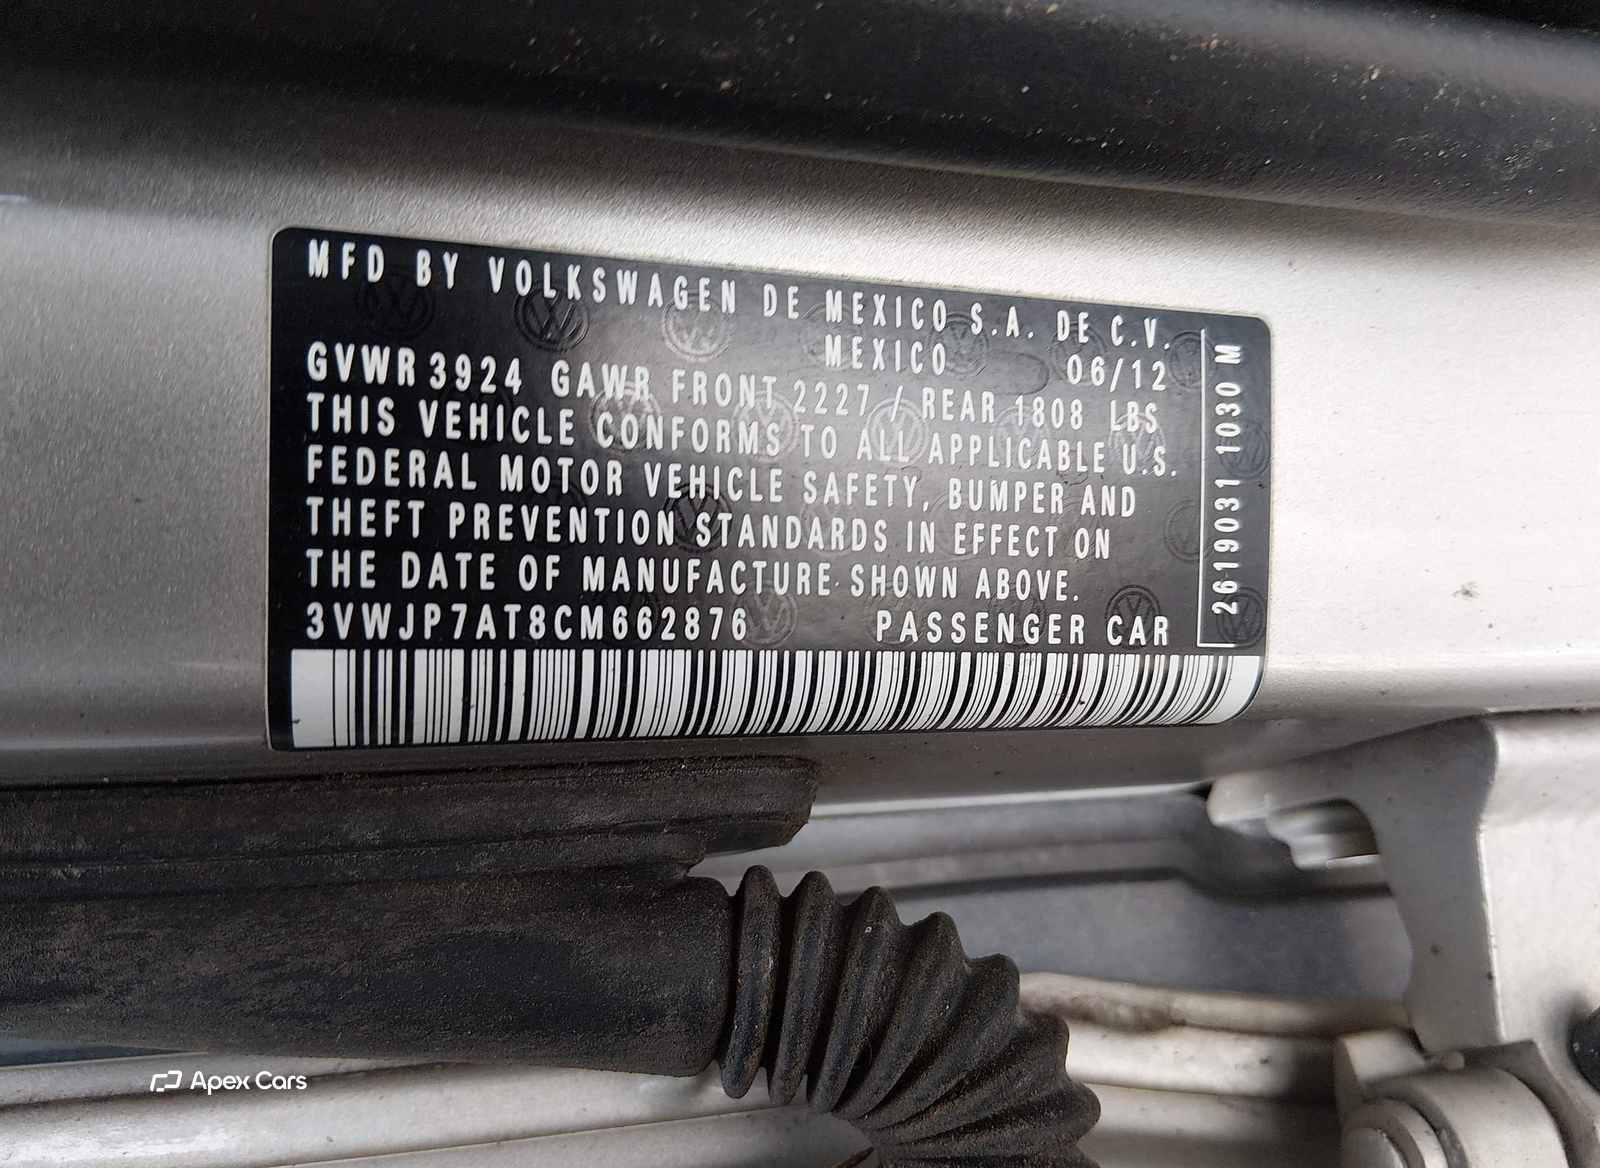 MFD BY VOLKSWAGEN DE MEXICO S.A. DE C.V.
MEXICO 06/12
GVWR 3924 GAWR FRONT 2227 / REAR 1808 LBS
THIS VEHICLE CONFORMS TO ALL APPLICABLE U.S.
FEDERAL MOTOR VEHICLE SAFETY, BUMPER AND
THEFT PREVENTION STANDARDS IN EFFECT ON
THE DATE OF MANUFACTURE SHOWN ABOVE.
3VWJP7AT8CM662876 PASSENGER CAR
2619031 1030 M
Apex Cars